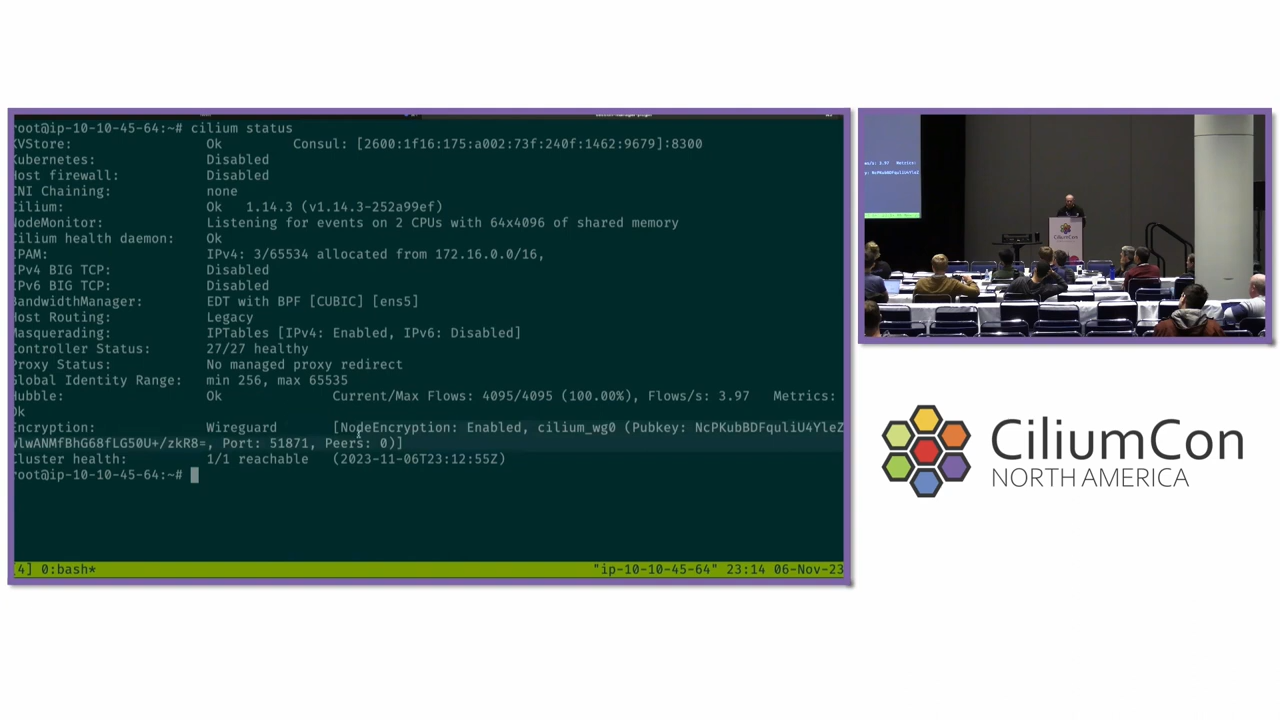 root@ip-10-10-45-64:~# cilium status
KVStore: Ok Consul: [2600:1f16:175:a002:73f:240f:1462:9679]:8300
Kubernetes: Disabled
Host firewall: Disabled
CNI Chaining: none
Cilium: Ok 1.14.3 (v1.14.3-252a99ef)
NodeMonitor: Listening for events on 2 CPUs with 64x4096 of shared memory
Cilium health daemon: Ok
IPAM: IPv4: 3/65534 allocated from 172.16.0.0/16,
IPv4 BIG TCP: Disabled
IPv6 BIG TCP: Disabled
BandwidthManager: EDT with BPF [CUBIC] [ens5]
Host Routing: Legacy
Masquerading: IPTables [IPv4: Enabled, IPv6: Disabled]
Controller Status: 27/27 healthy
Proxy Status: No managed proxy redirect
Global Identity Range: min 256, max 65535
Hubble: Ok Current/Max Flows: 4095/4095 (100.00%), Flows/s: 3.97 Metrics:
Ok
Encryption: Wireguard [NodeEncryption: Enabled, cilium_wg0 (Pubkey: NcPKubBDFquliU4YleZ
wlwANMfBhG68fLG50U+/zkR8=, Port: 51871, Peers: 0)]
Cluster health: 1/1 reachable (2023-11-06T23:12:55Z)
root@ip-10-10-45-64:~#
[4] 0:bash* "ip-10-10-45-64" 23:14 06-Nov-23
CiliumCon
CiliumCon
NORTH AMERICA